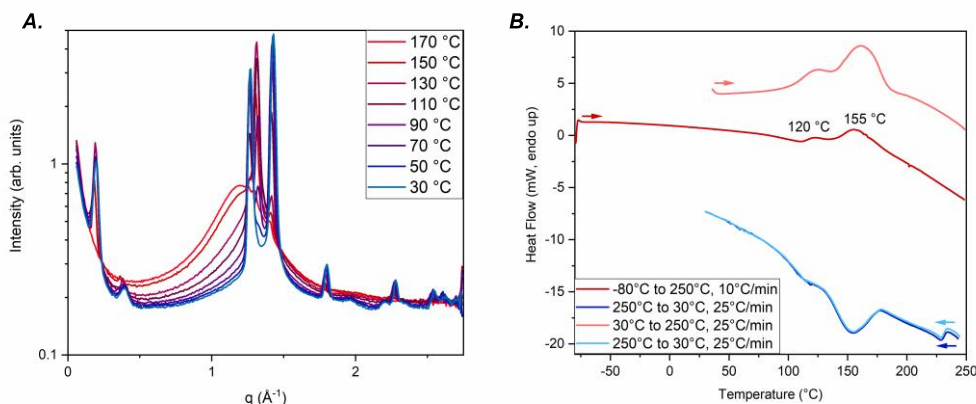 A.
Intensity (arb. units)
1
0.1
0
1
2
q (Å⁻¹)
170 °C
150 °C
130 °C
110 °C
90 °C
70 °C
50 °C
30 °C
B.
Heat Flow (mW, endo up)
10
5
0
-5
-10
-15
-20
120 °C
155 °C
-80°C to 250°C, 10°C/min
250°C to 30°C, 25°C/min
30°C to 250°C, 25°C/min
250°C to 30°C, 25°C/min
-50
0
50
100
150
200
250
Temperature (°C)